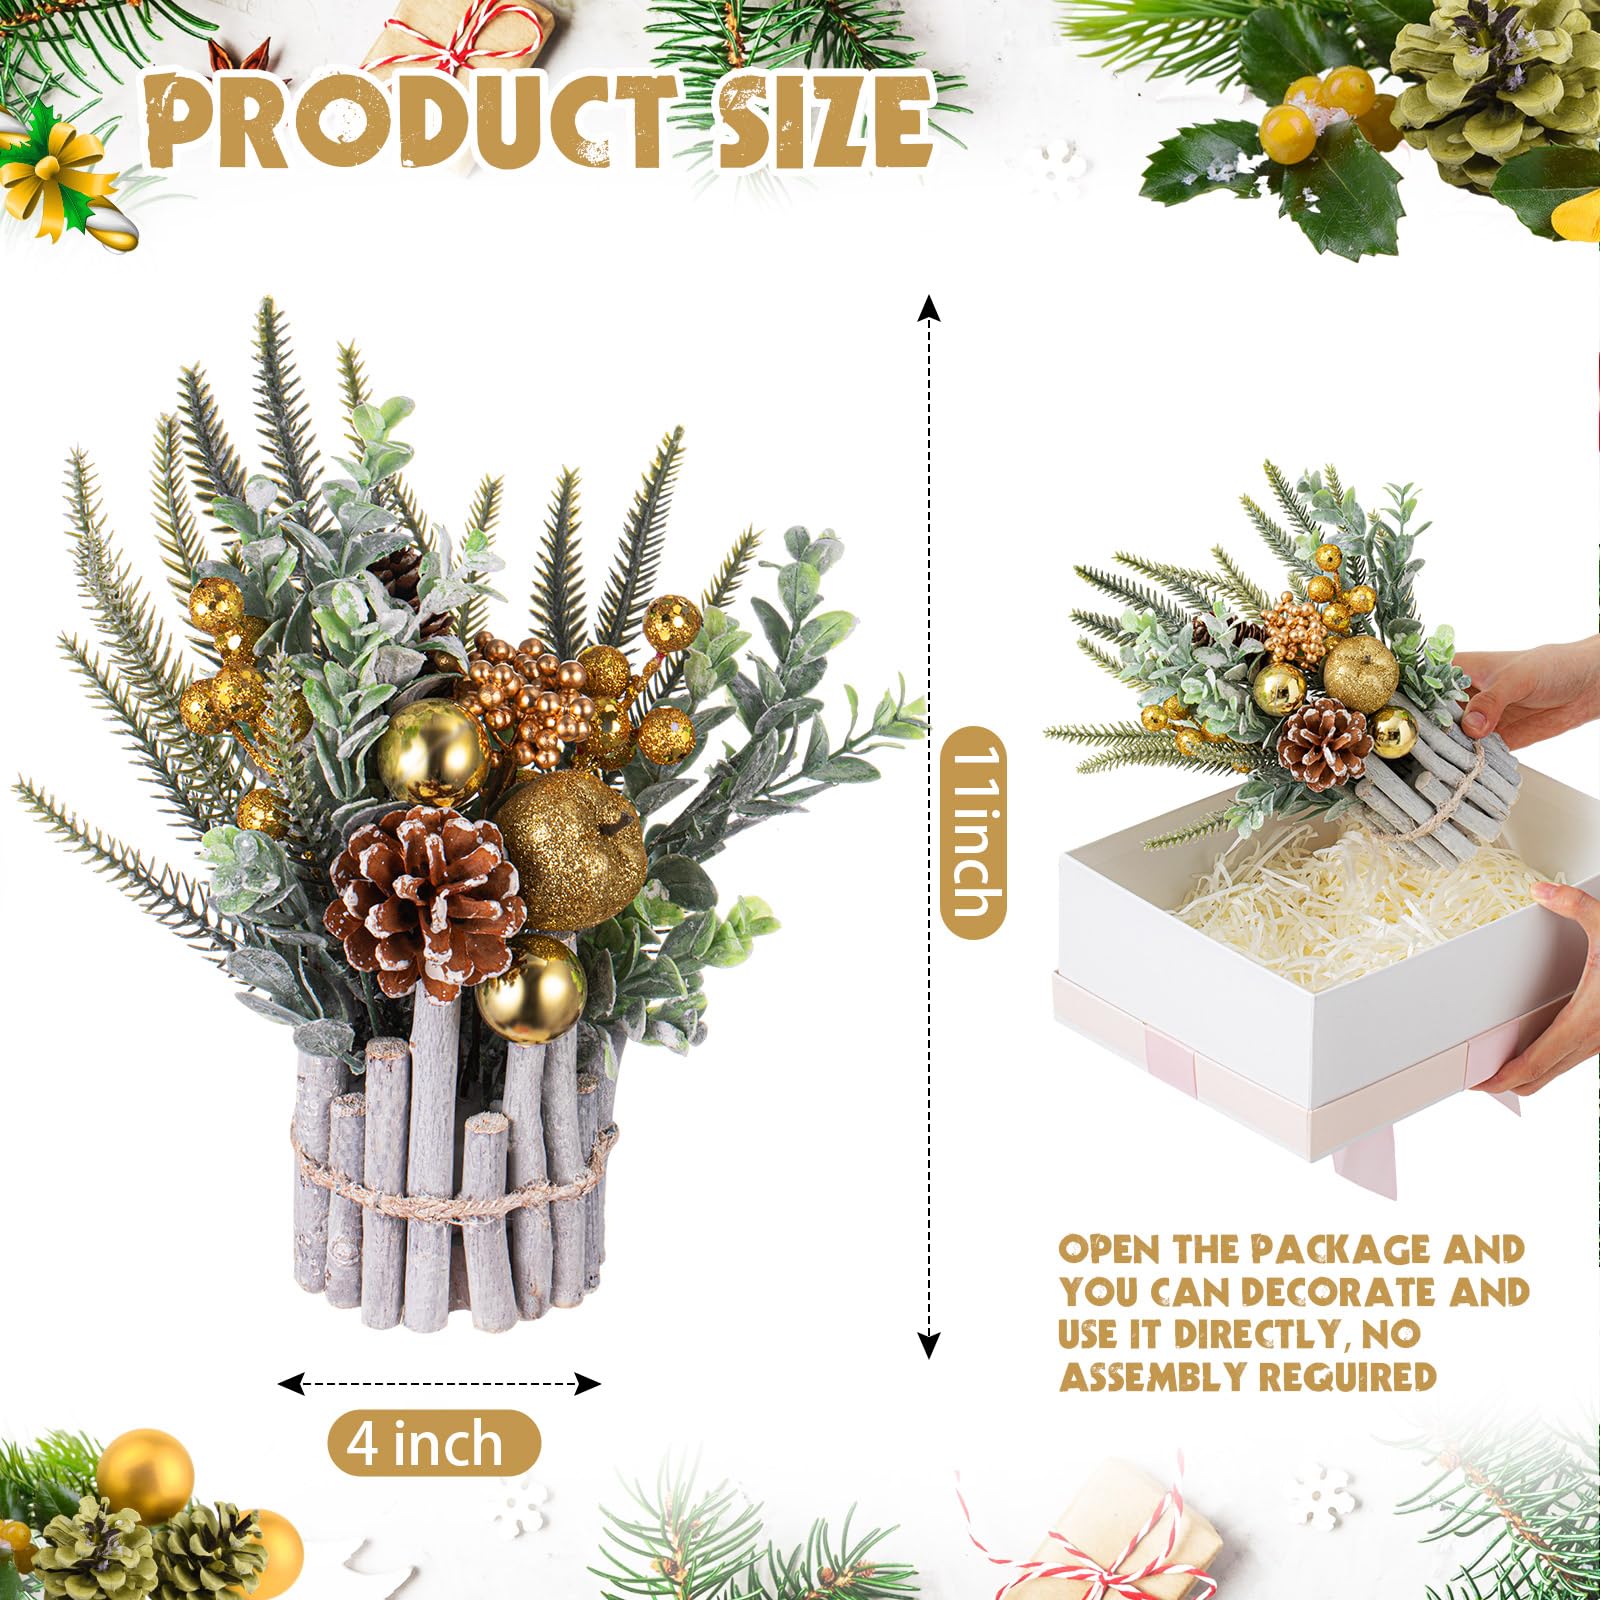 PRODUCT SIZE
11inch
4 inch
OPEN THE PACKAGE AND
YOU CAN DECORATE AND
USE IT DIRECTLY, NO
ASSEMBLY REQUIRED